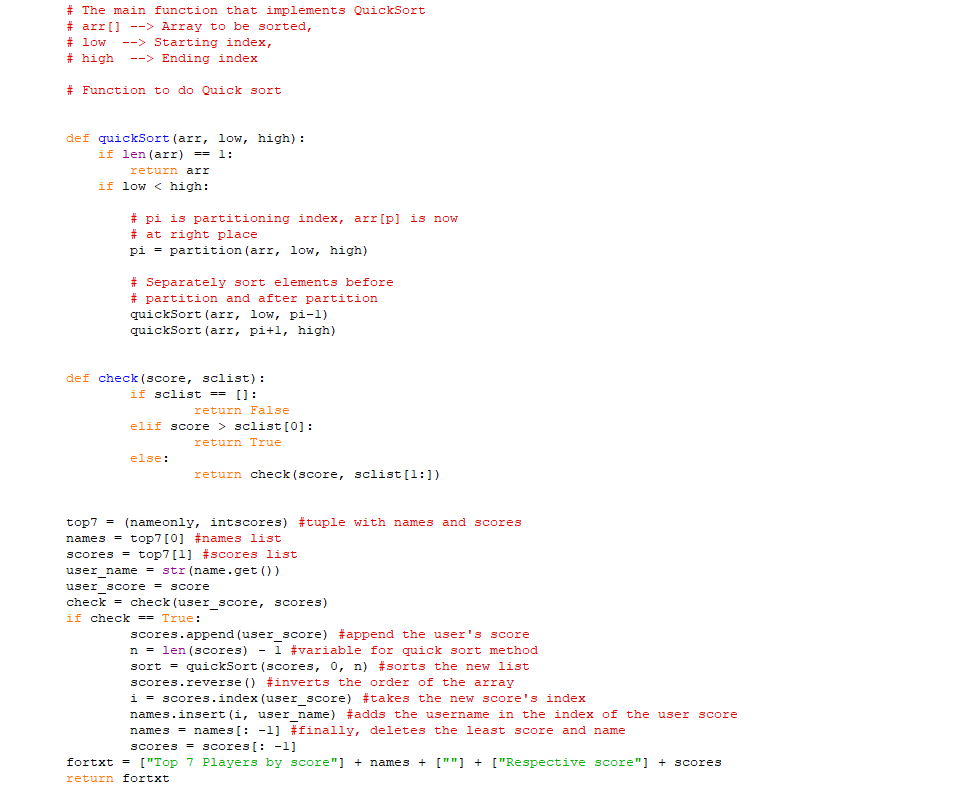 # The main function that implements QuickSort
# arr[] --> Array to be sorted,
# low  --> Starting index,
# high  --> Ending index
# Function to do Quick sort
def quickSort(arr, low, high):
if len(arr) == 1:
return arr
if low < high:
# pi is partitioning index, arr[p] is now
# at right place
pi = partition(arr, low, high)
# Separately sort elements before
# partition and after partition
quickSort(arr, low, pi-1)
quickSort(arr, pi+1, high)
def check(score, sclist):
if sclist == []:
return False
elif score > sclist[0]:
return True
else:
return check(score, sclist[1:])
top7 = (nameonly, intscores) #tuple with names and scores
names = top7[0] #names list
scores = top7[1] #scores list
user_name = str(name.get())
user_score = score
check = check(user_score, scores)
if check == True:
scores.append(user_score) #append the user's score
n = len(scores) - 1 #variable for quick sort method
sort = quickSort(scores, 0, n) #sorts the new list
scores.reverse() #inverts the order of the array
i = scores.index(user_score) #takes the new score's index
names.insert(i, user_name) #adds the username in the index of the user score
names = names[: -1] #finally, deletes the least score and name
scores = scores[: -1]
fortxt = ["Top 7 Players by score"] + names + [""] + ["Respective score"] + scores
return fortxt